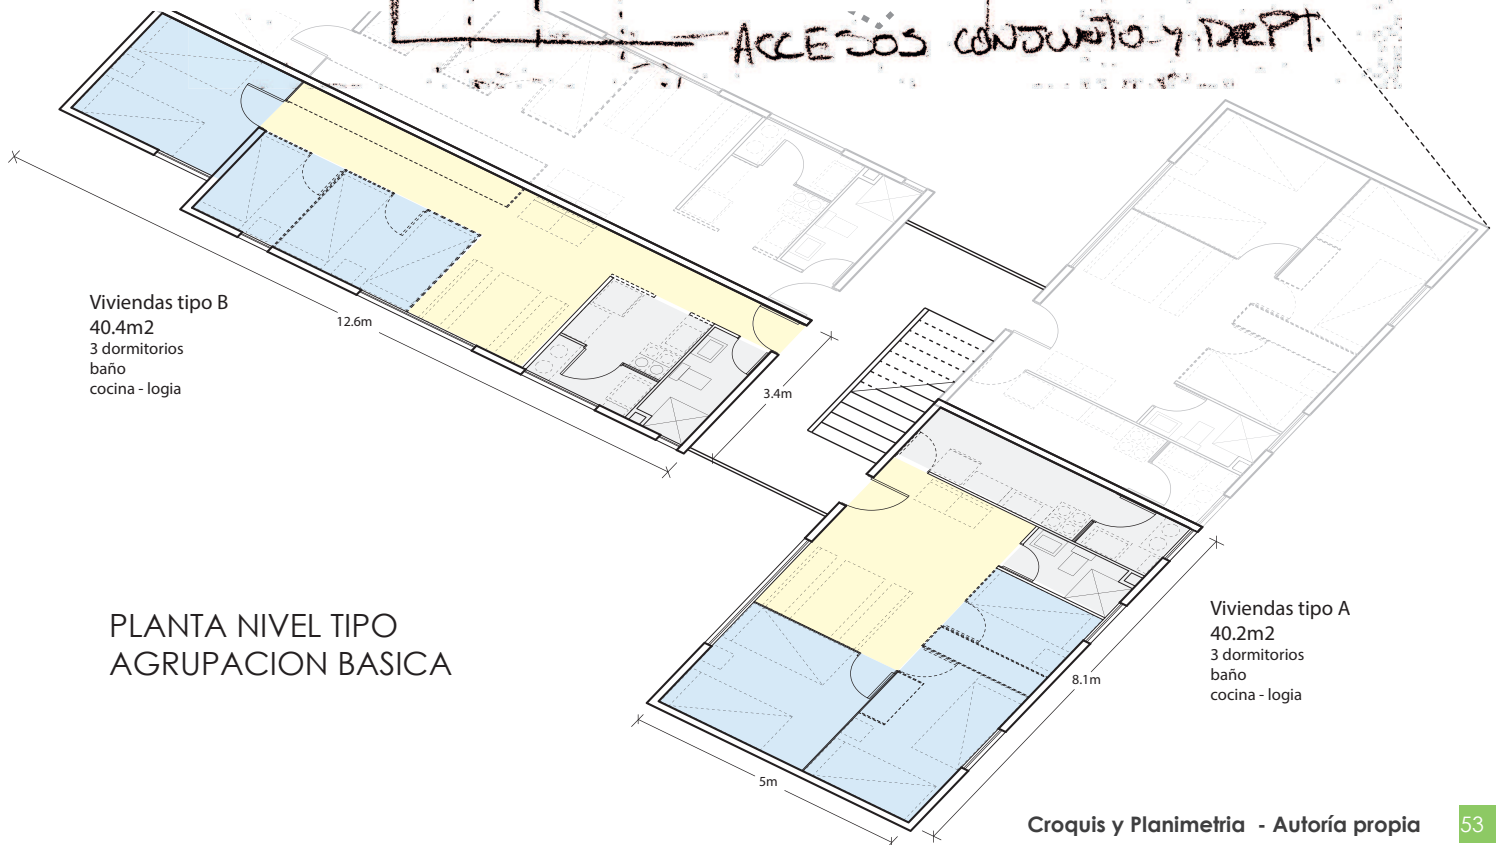 ACCESOS CONJUNTO Y DEPT.
Viviendas tipo B
40.4m2
3 dormitorios
baño
cocina - logia
12.6m
3.4m
PLANTA NIVEL TIPO
AGRUPACION BASICA
Viviendas tipo A
40.2m2
3 dormitorios
baño
cocina - logia
8.1m
5m
Croquis y Planimetria - Autoría propia
53